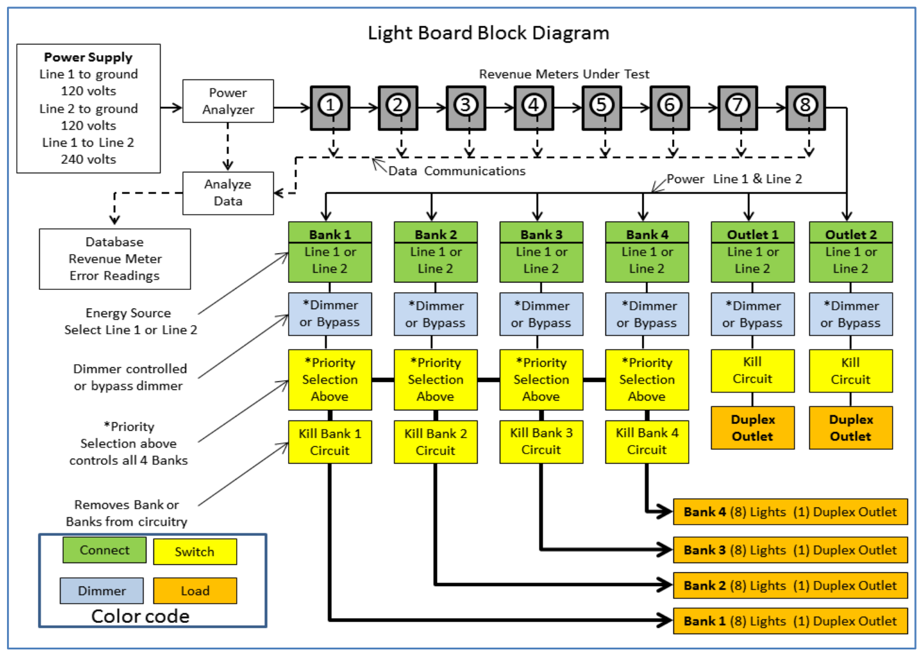 Light Board Block Diagram
Power Supply
Line 1 to ground
120 volts
Line 2 to ground
120 volts
Line 1 to Line 2
240 volts
Power
Analyzer
Revenue Meters Under Test
1 2 3 4 5 6 7 8
Data Communications
Analyze
Data
Power Line 1 & Line 2
Database
Revenue Meter
Error Readings
Bank 1
Line 1 or
Line 2
Bank 2
Line 1 or
Line 2
Bank 3
Line 1 or
Line 2
Bank 4
Line 1 or
Line 2
Outlet 1
Line 1 or
Line 2
Outlet 2
Line 1 or
Line 2
Energy Source
Select Line 1 or Line 2
*Dimmer
or Bypass
*Dimmer
or Bypass
*Dimmer
or Bypass
*Dimmer
or Bypass
*Dimmer
or Bypass
*Dimmer
or Bypass
Dimmer controlled
or bypass dimmer
*Priority
Selection
Above
*Priority
Selection
Above
*Priority
Selection
Above
*Priority
Selection
Above
Kill
Circuit
Kill
Circuit
*Priority
Selection above
controls all 4 Banks
Kill Bank 1
Circuit
Kill Bank 2
Circuit
Kill Bank 3
Circuit
Kill Bank 4
Circuit
Duplex
Outlet
Duplex
Outlet
Removes Bank or
Banks from circuitry
Bank 4 (8) Lights (1) Duplex Outlet
Bank 3 (8) Lights (1) Duplex Outlet
Bank 2 (8) Lights (1) Duplex Outlet
Bank 1 (8) Lights (1) Duplex Outlet
Connect
Switch
Dimmer
Load
Color code